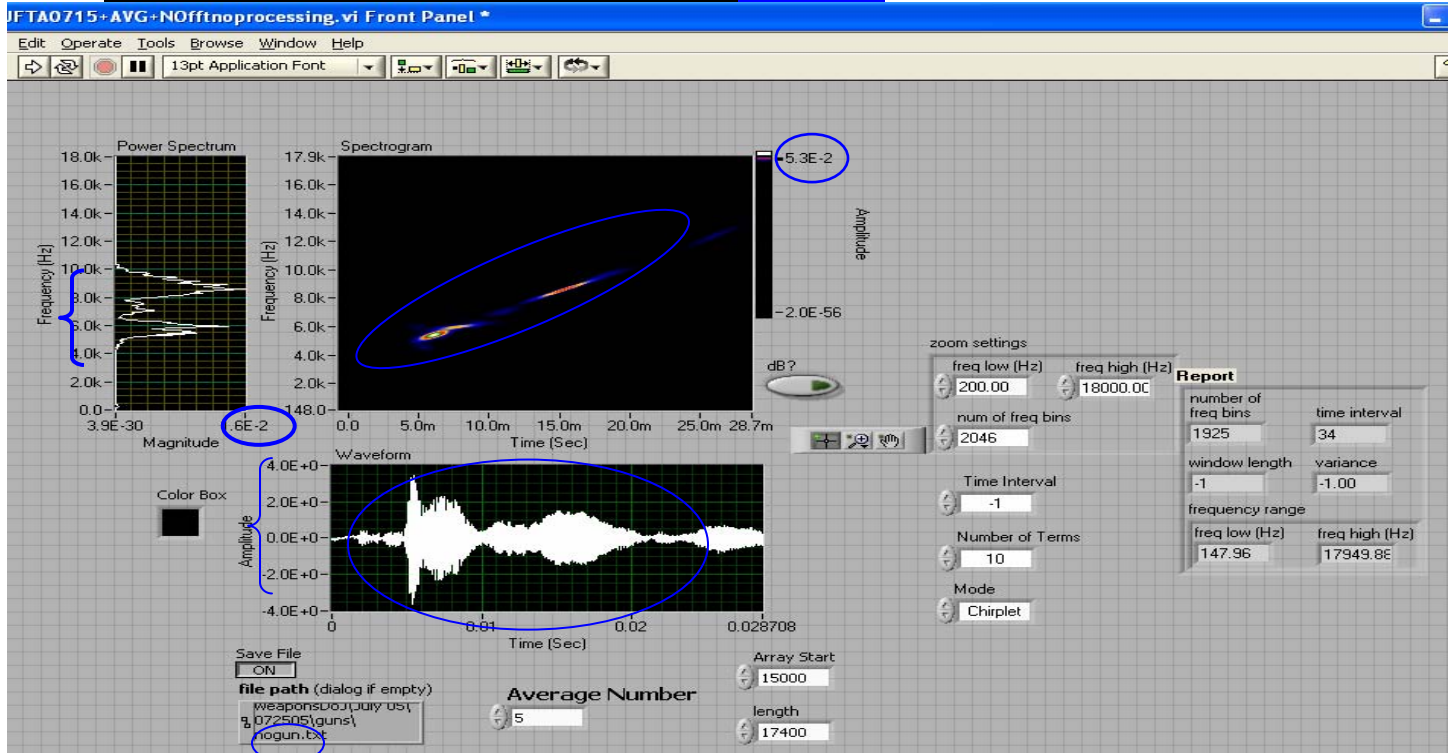 JFTA0715+AVG+NOfftnoprocessing.vi Front Panel *
Edit Operate Tools Browse Window Help
13pt Application Font
Power Spectrum
18.0k
16.0k
14.0k
12.0k
10.0k
8.0k
6.0k
4.0k
2.0k
0.0
Frequency (Hz)
3.9E-30
.6E-2
Magnitude
Spectrogram
17.9k
16.0k
14.0k
12.0k
10.0k
8.0k
6.0k
4.0k
2.0k
148.0
Frequency (Hz)
0.0 5.0m 10.0m 15.0m 20.0m 25.0m 28.7m
Time (Sec)
5.3E-2
-2.0E-56
Amplitude
dB?
Waveform
4.0E+0
2.0E+0
0.0E+0
-2.0E+0
-4.0E+0
Amplitude
0 0.01 0.02 0.028708
Time (Sec)
Color Box
zoom settings
freq low (Hz) freq high (Hz)
200.00 18000.00
num of freq bins
2046
Time Interval
-1
Number of Terms
10
Mode
Chirplet
Report
number of
freq bins
time interval
1925 34
window length variance
-1 -1.00
frequency range
freq low (Hz) freq high (Hz)
147.96 17949.88
Save File
ON
file path (dialog if empty)
weaponsDoJ\July 05\
072505\guns\
nogun.txt
Average Number
5
Array Start
15000
length
17400